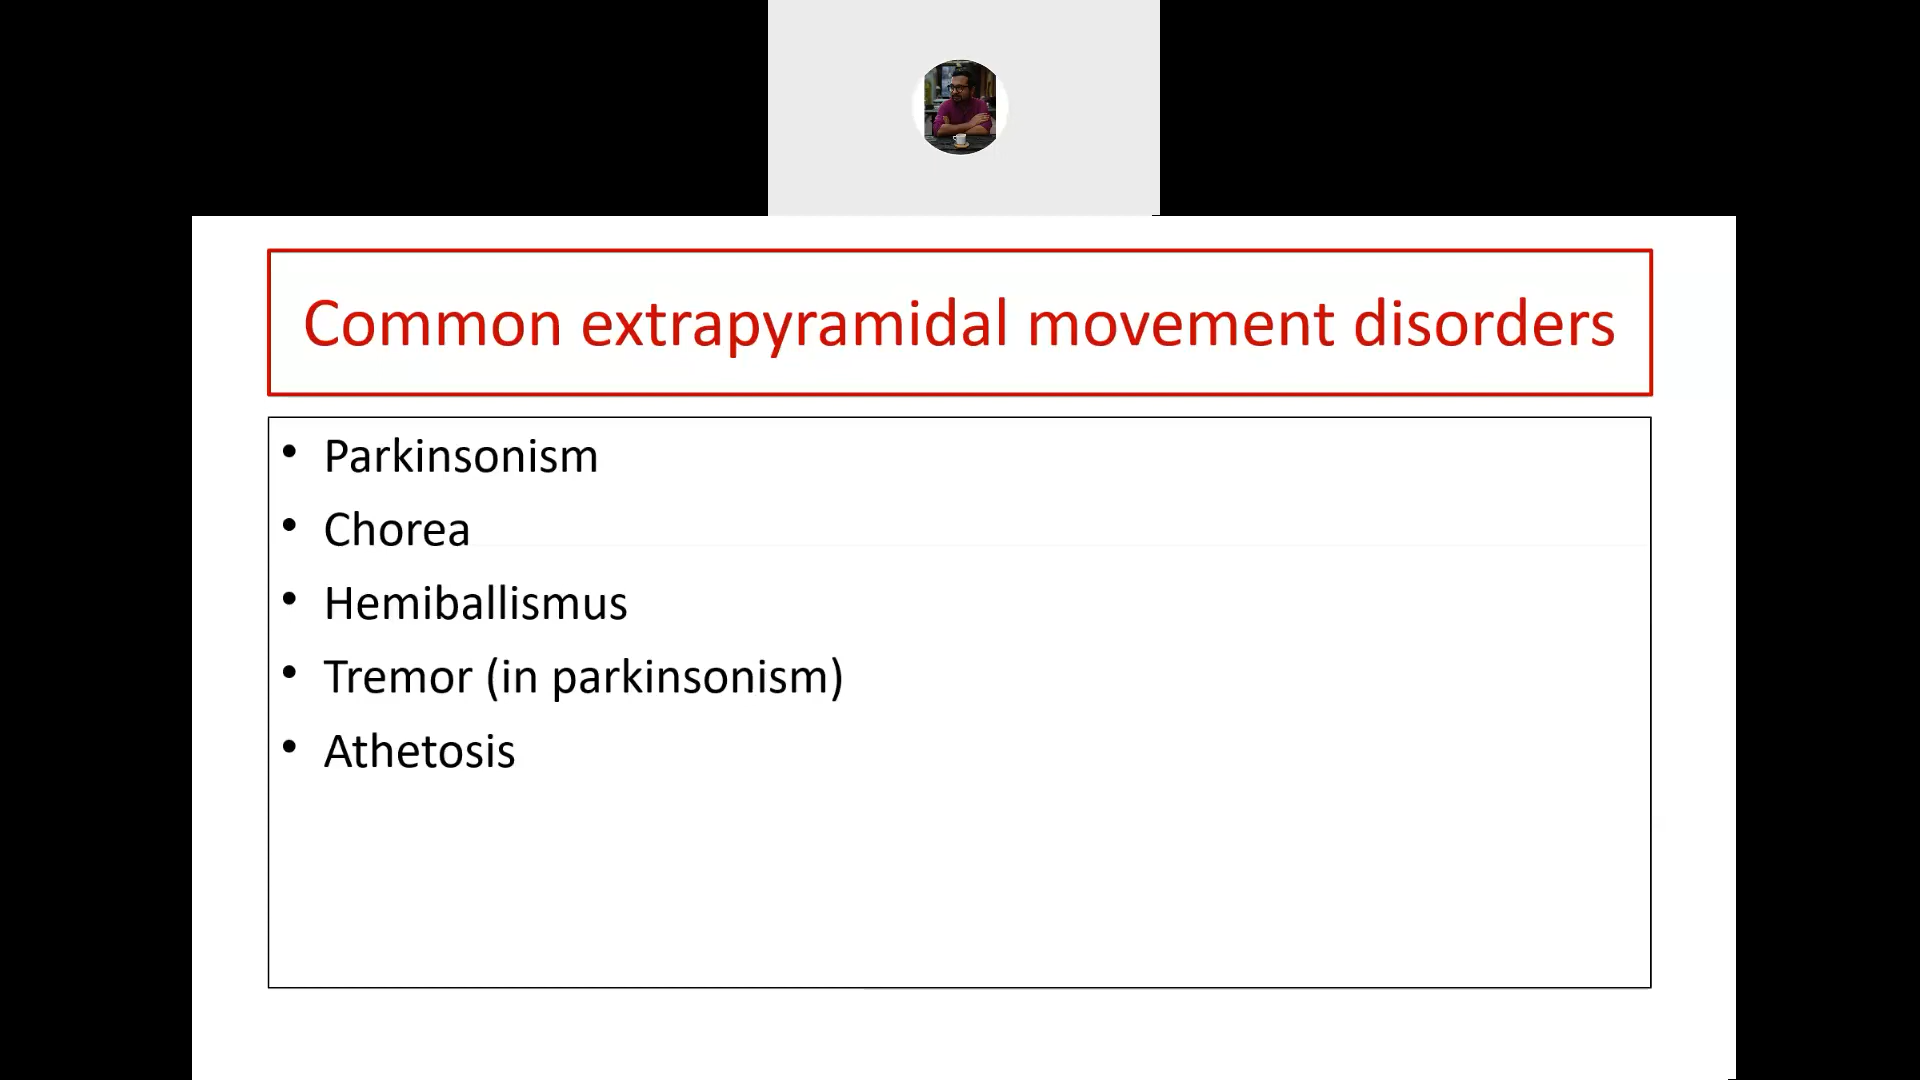 Common extrapyramidal movement disorders
• Parkinsonism
• Chorea
• Hemiballismus
• Tremor (in parkinsonism)
• Athetosis